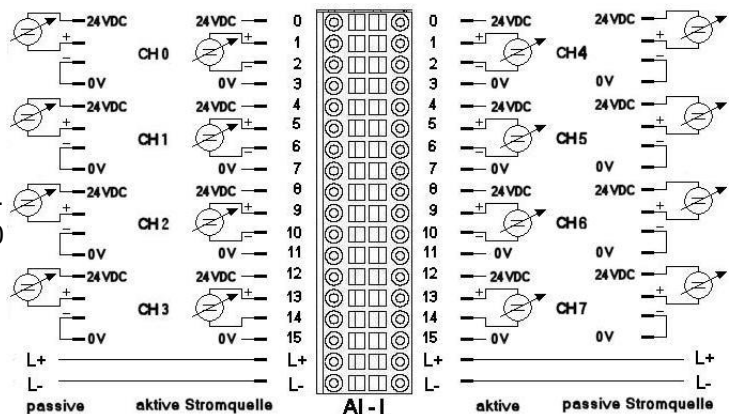 24VDC 24VDC 0 0 24VDC 24VDC
+ CH0 + 1 1 + CH4 +
− − 2 2 − −
0V 0V 3 3 0V 0V
24VDC 24VDC 4 4 24VDC 24VDC
+ CH1 + 5 5 + CH5 +
− − 6 6 − −
0V 0V 7 7 0V 0V
24VDC 24VDC 8 8 24VDC 24VDC
+ CH2 + 9 9 + CH6 +
− − 10 10 − −
0V 0V 11 11 0V 0V
24VDC 24VDC 12 12 24VDC 24VDC
+ CH3 + 13 13 + CH7 +
− − 14 14 − −
0V 0V 15 15 0V 0V
L+ L+ L+ L+
L- L- L- L-
passive aktive Stromquelle AI - I aktive passive Stromquelle